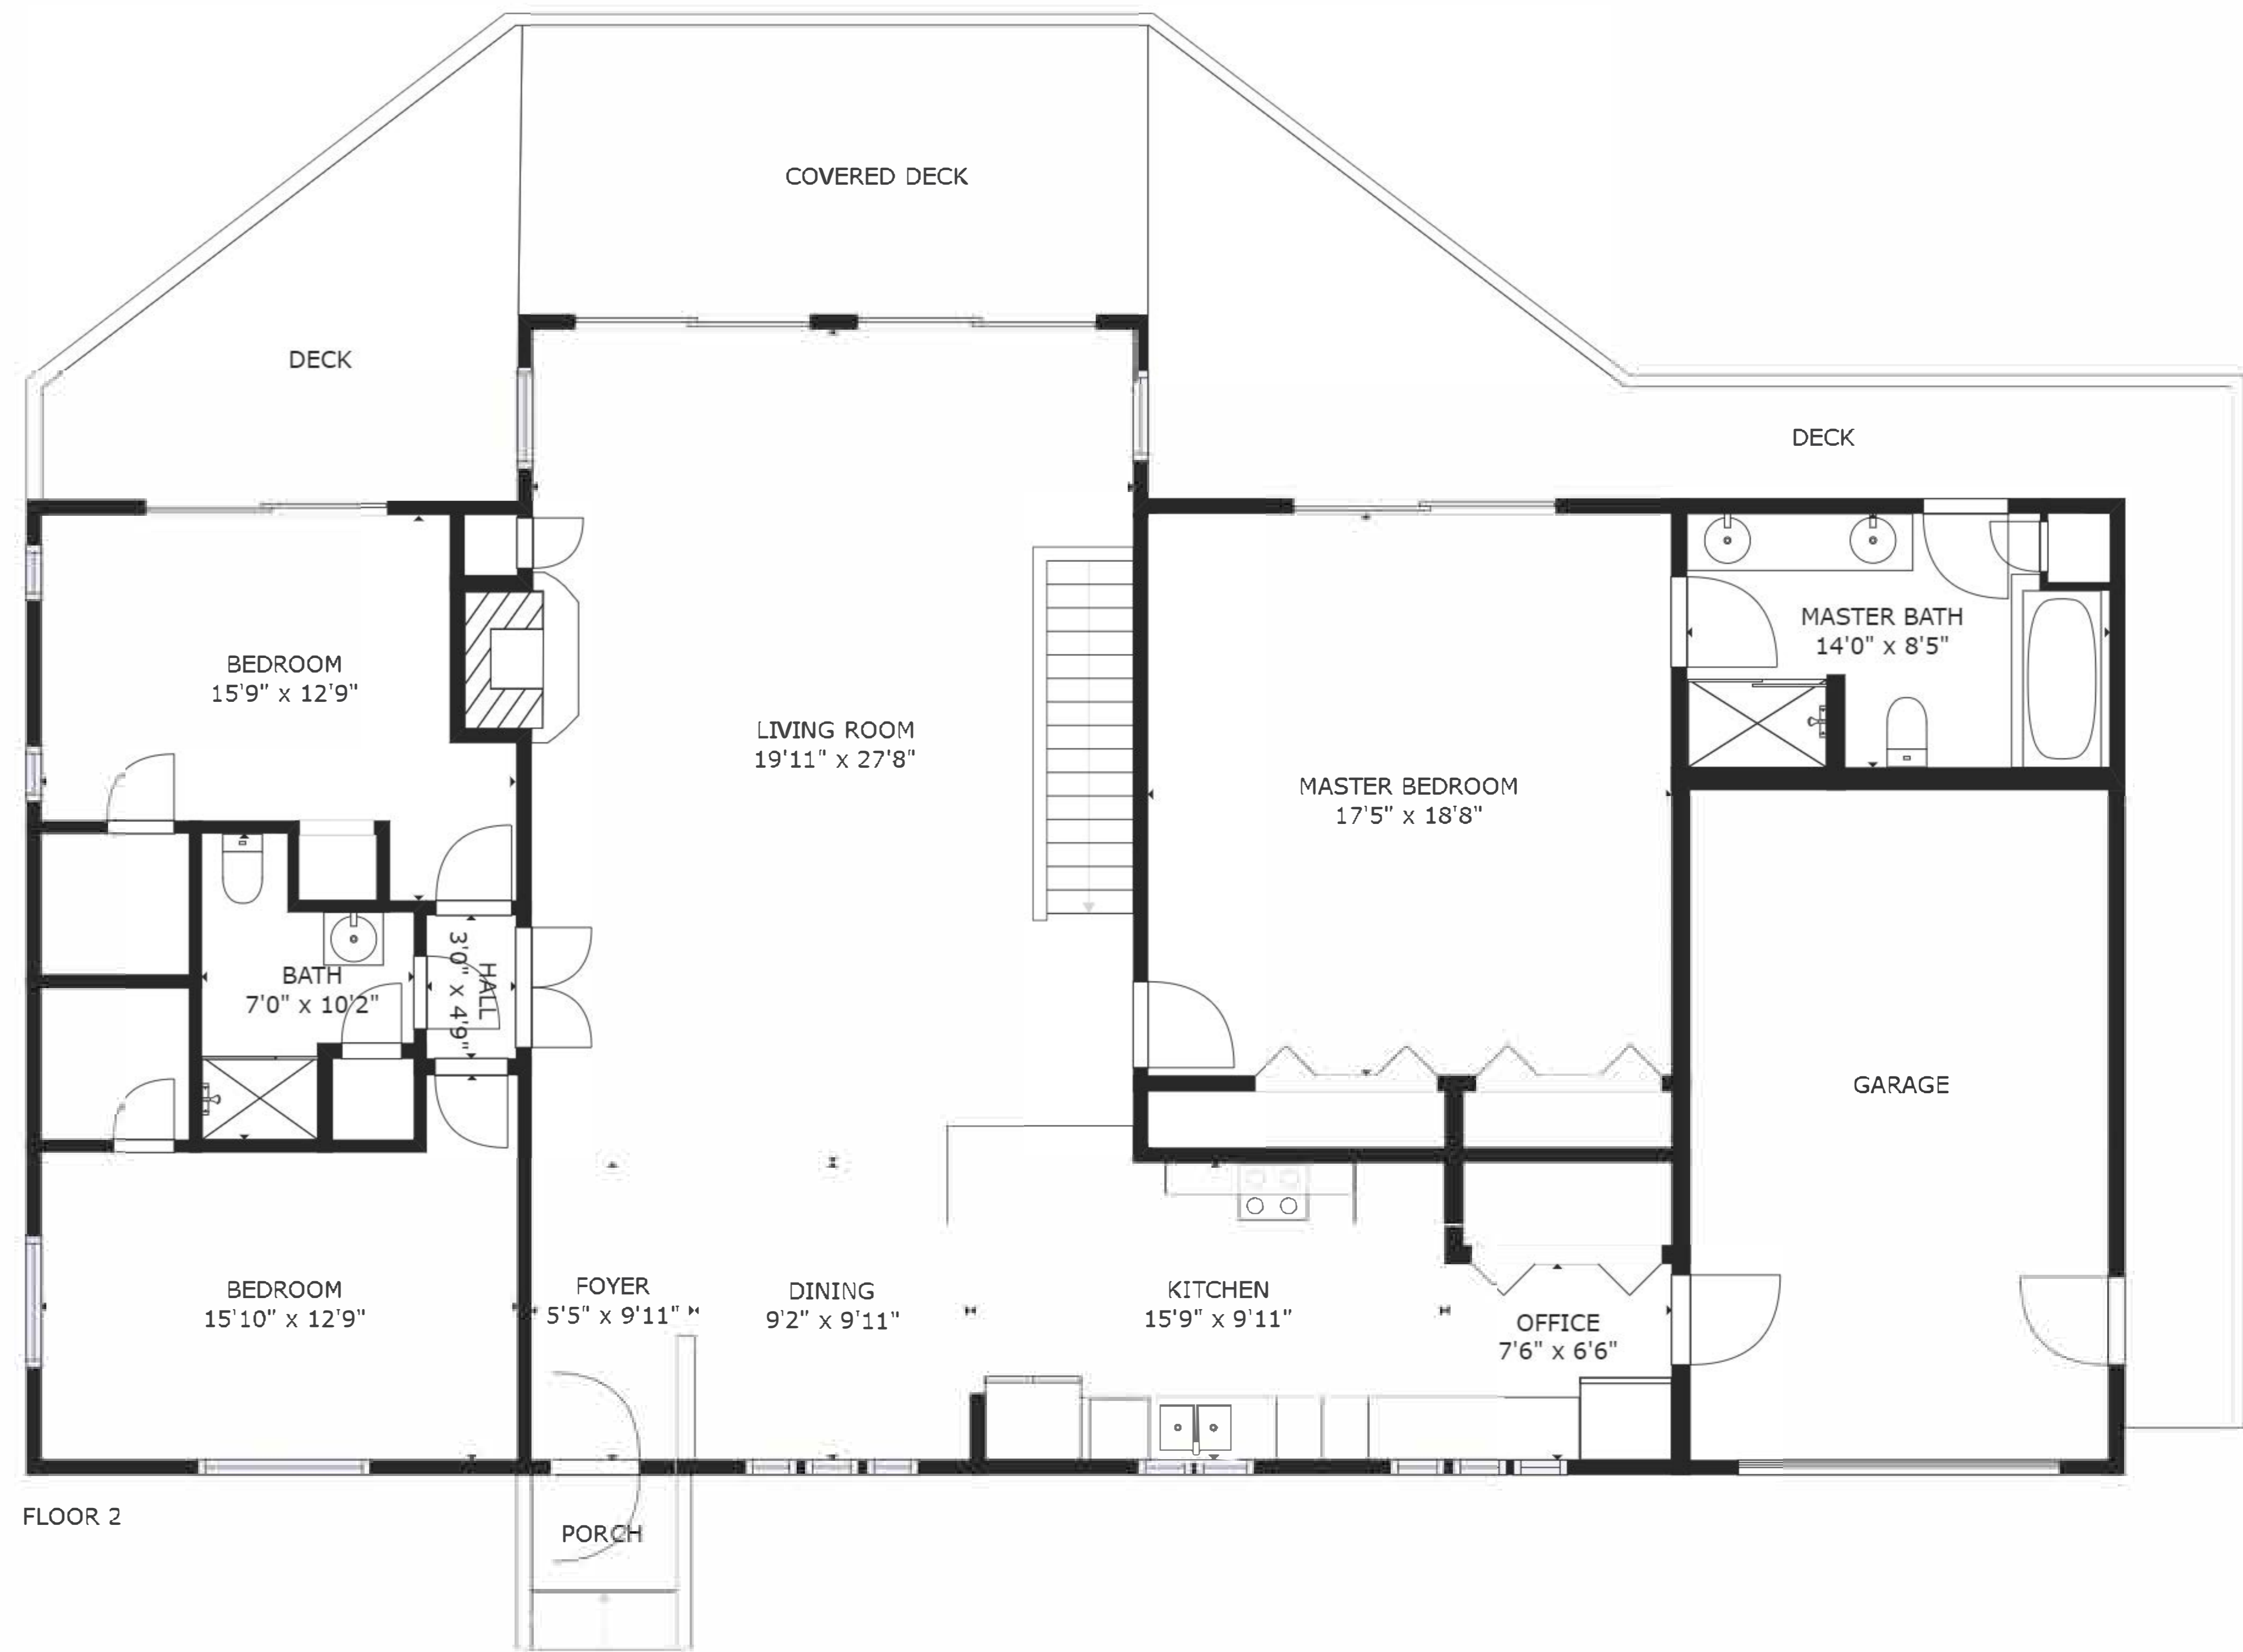 COVERED DECK
DECK
DECK
MASTER BATH
14'0" x 8'5"
BEDROOM
15'9" x 12'9"
LIVING ROOM
19'11" x 27'8"
MASTER BEDROOM
17'5" x 18'8"
BATH
7'0" x 10'2"
HALL
3'0" x 4'9"
GARAGE
BEDROOM
15'10" x 12'9"
FOYER
5'5" x 9'11"
DINING
9'2" x 9'11"
KITCHEN
15'9" x 9'11"
OFFICE
7'6" x 6'6"
FLOOR 2
PORCH